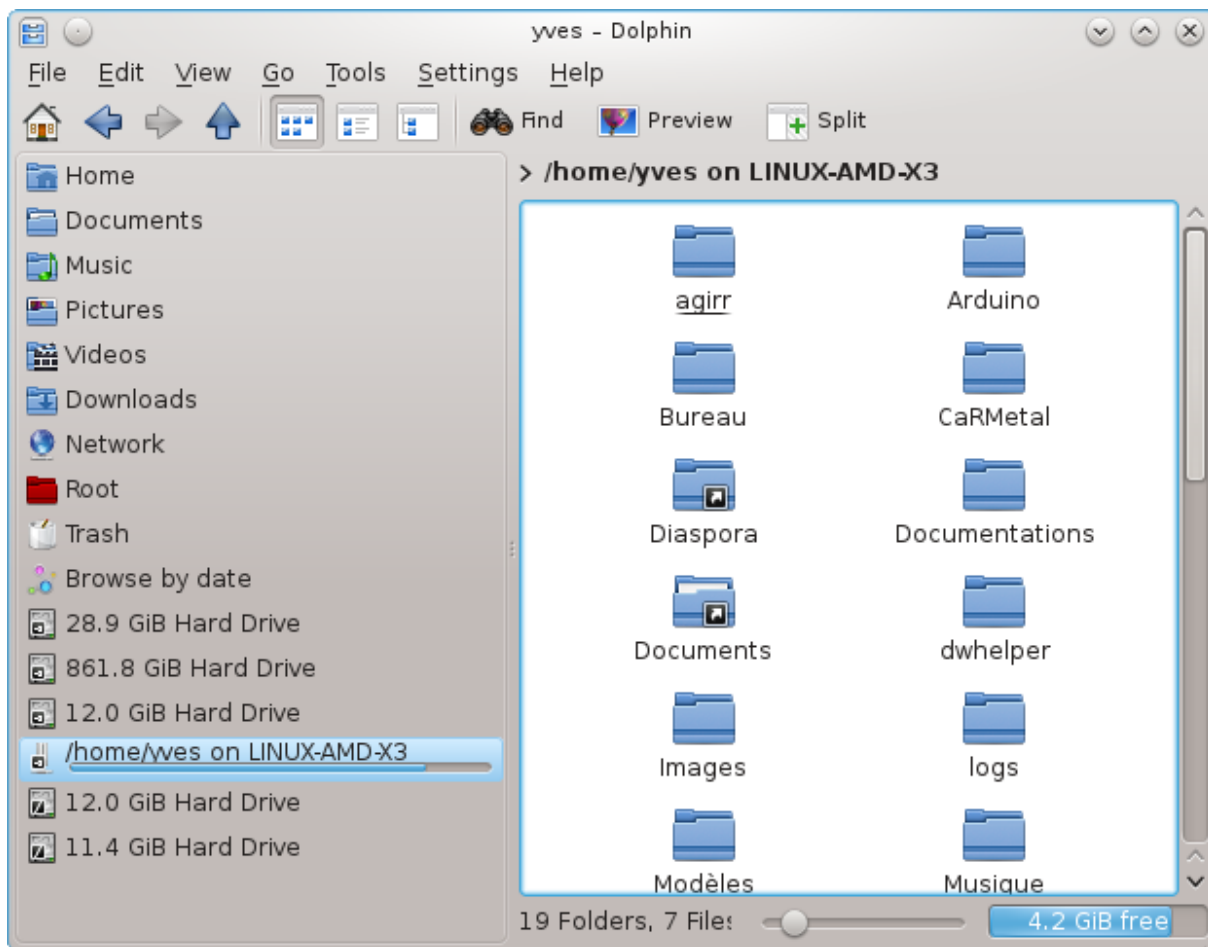 yves – Dolphin
File Edit View Go Tools Settings Help
Find Preview Split
Home
Documents
Music
Pictures
Videos
Downloads
Network
Root
Trash
Browse by date
28.9 GiB Hard Drive
861.8 GiB Hard Drive
12.0 GiB Hard Drive
/home/yves on LINUX-AMD-X3
12.0 GiB Hard Drive
11.4 GiB Hard Drive
> /home/yves on LINUX-AMD-X3
agirr Arduino
Bureau CaRMetal
Diaspora Documentations
Documents dwhelper
Images logs
Modèles Musique
19 Folders, 7 Files
4.2 GiB free